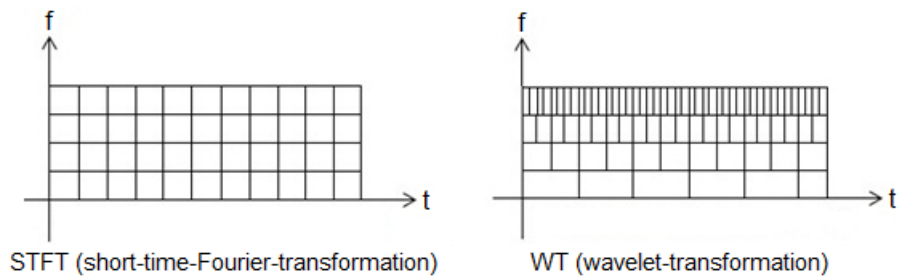 f
f
t
t
STFT (short-time-Fourier-transformation)
WT (wavelet-transformation)